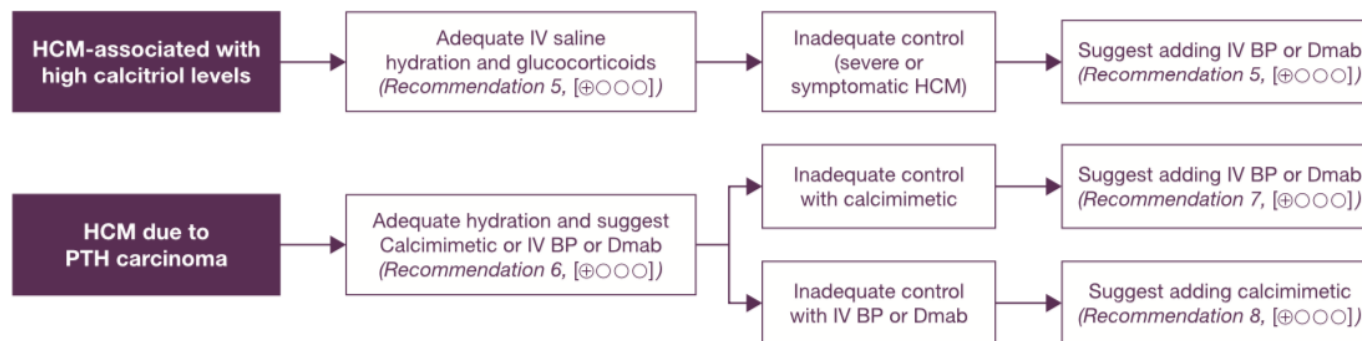 HCM-associated with
high calcitriol levels
Adequate IV saline
hydration and glucocorticoids
(Recommendation 5, [⊕○○○])
Inadequate control
(severe or
symptomatic HCM)
Suggest adding IV BP or Dmab
(Recommendation 5, [⊕○○○])
HCM due to
PTH carcinoma
Adequate hydration and suggest
Calcimimetic or IV BP or Dmab
(Recommendation 6, [⊕○○○])
Inadequate control
with calcimimetic
Suggest adding IV BP or Dmab
(Recommendation 7, [⊕○○○])
Inadequate control
with IV BP or Dmab
Suggest adding calcimimetic
(Recommendation 8, [⊕○○○])